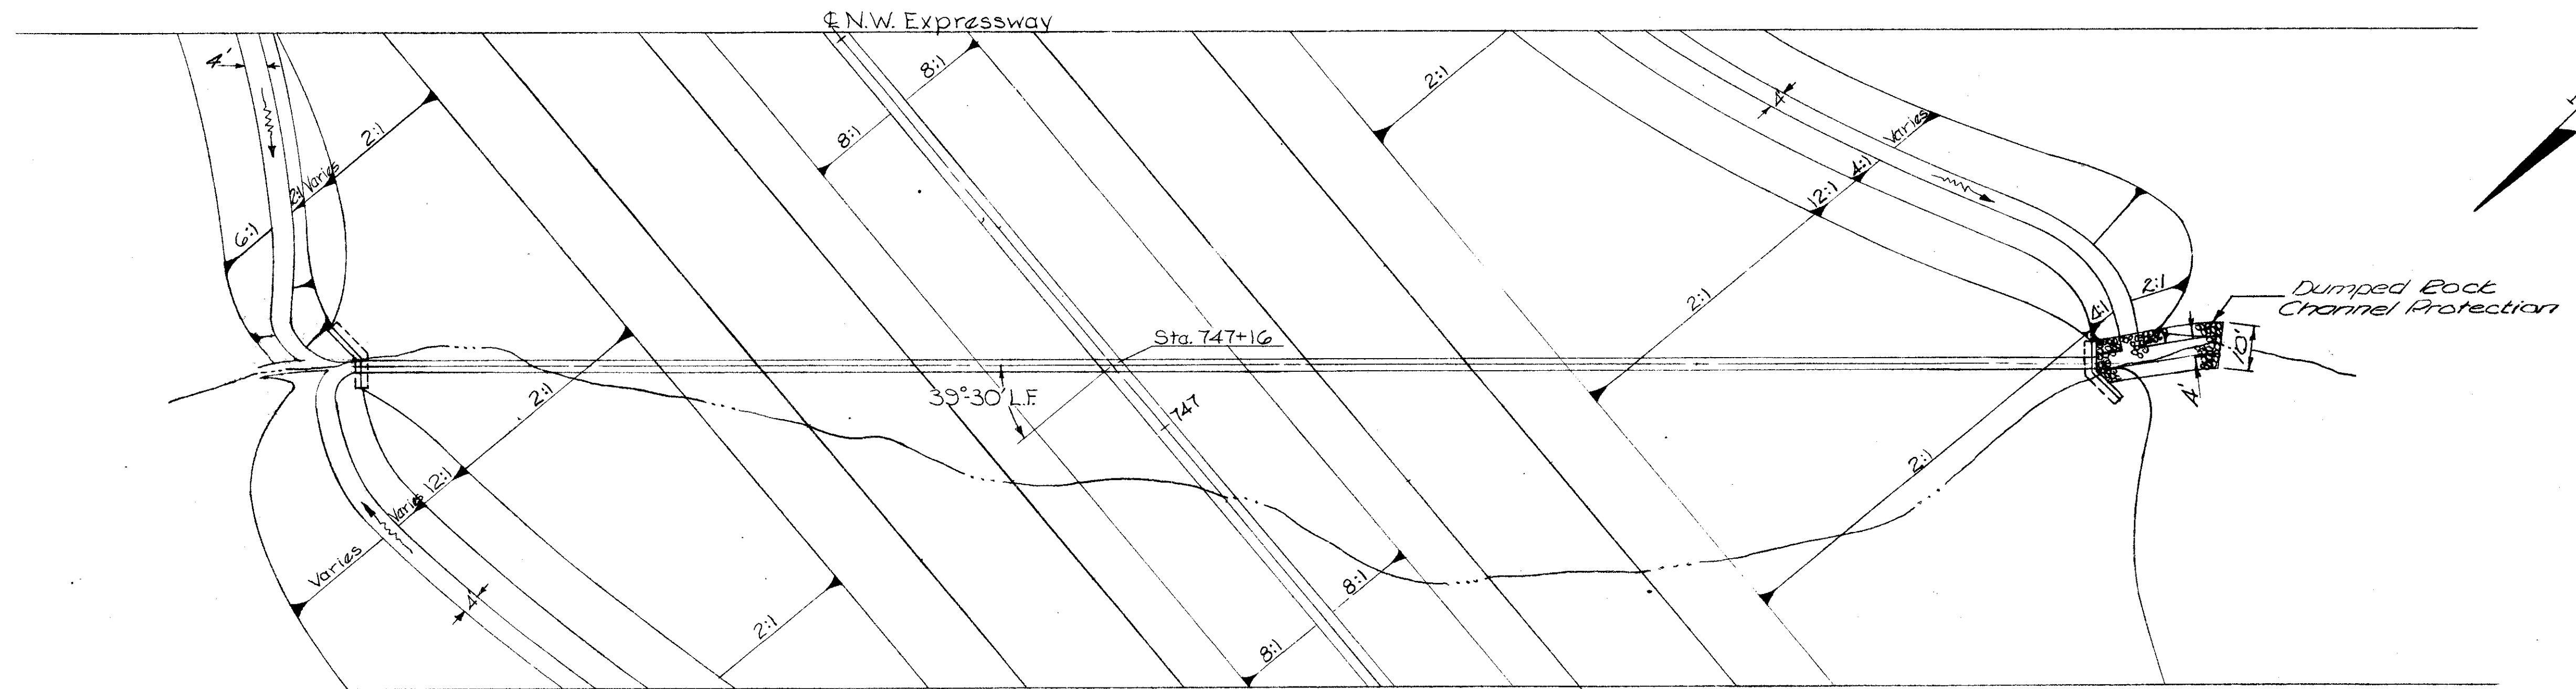 ℄ N.W. Expressway
4'
8:1
8:1
2:1
2:1
2:1 Varies
6:1
4'
Varies
4:1
12:1
2:1
2:1
4:1
Dumped Rock
Channel Protection
10'
4'
Sta. 747+16
39°-30' L.F.
747
2:1
2:1
12:1
Varies
Varies
4'
2:1
8:1
8:1